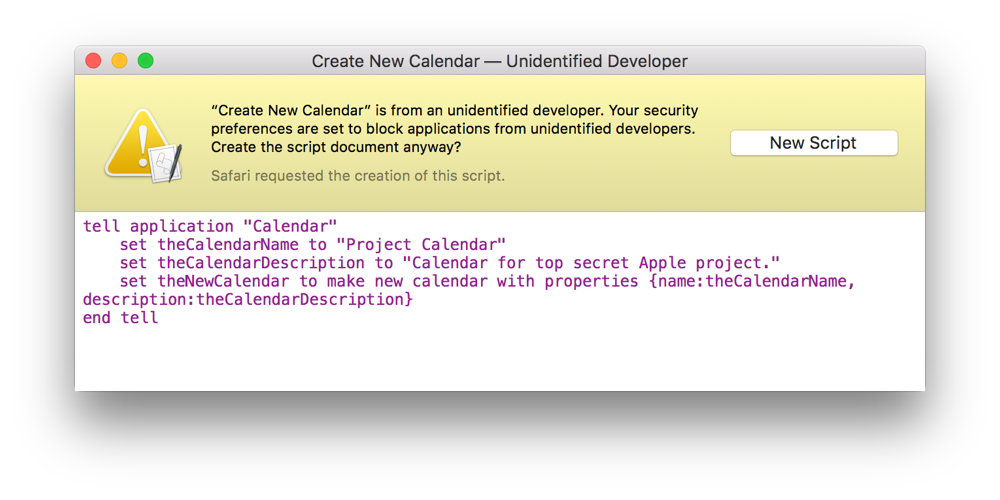 Create New Calendar — Unidentified Developer
“Create New Calendar” is from an unidentified developer. Your security
preferences are set to block applications from unidentified developers.
Create the script document anyway?
New Script
Safari requested the creation of this script.
tell application "Calendar"
    set theCalendarName to "Project Calendar"
    set theCalendarDescription to "Calendar for top secret Apple project."
    set theNewCalendar to make new calendar with properties {name:theCalendarName,
description:theCalendarDescription}
end tell